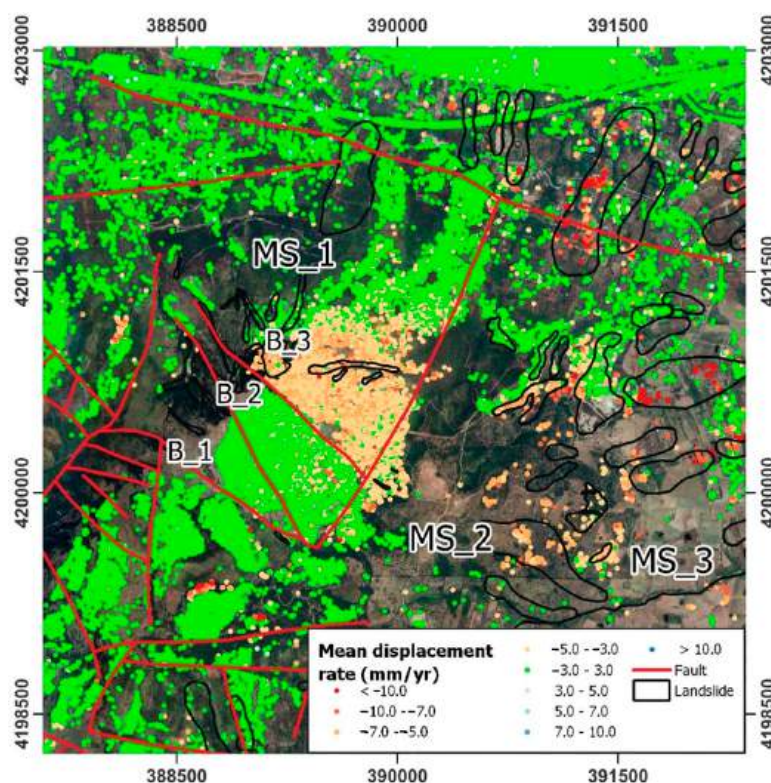 388500 390000 391500
4203000 4203000
MS_1
4201500 4201500
B_3
B_2
B_1
4200000 4200000
MS_2
MS_3
Mean displacement
rate (mm/yr)
< −10.0
−10.0 - −7.0
−7.0 - −5.0
−5.0 - −3.0
−3.0 - 3.0
3.0 - 5.0
5.0 - 7.0
7.0 - 10.0
> 10.0
Fault
Landslide
4198500 4198500
388500 390000 391500